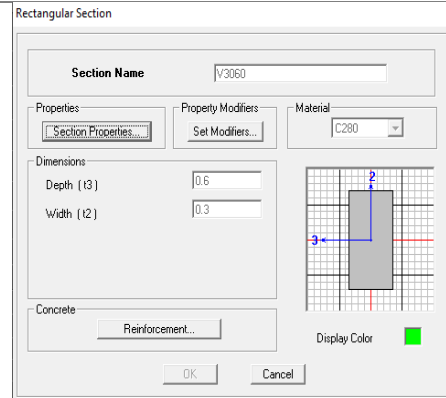 Rectangular Section
Section Name V3060
Properties Property Modifiers Material
Section Properties... Set Modifiers... C280
Dimensions
Depth ( t3 ) 0.6
Width ( t2 ) 0.3
2
3
Concrete
Reinforcement...
Display Color
OK Cancel